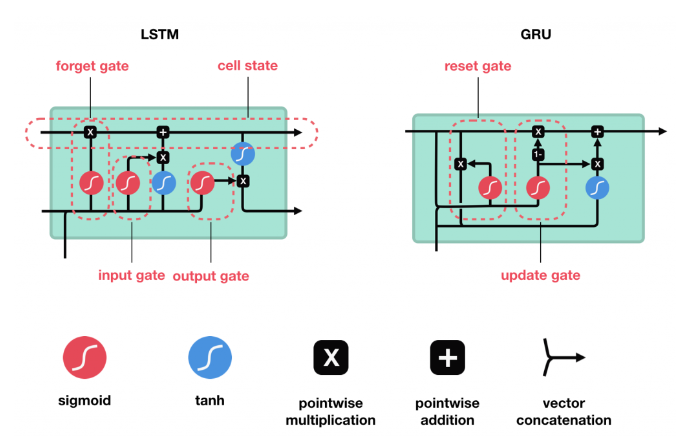 LSTM
GRU
forget gate
cell state
reset gate
X
+
X
X
X
1-
+
X
X
input gate
output gate
update gate
X
+
sigmoid
tanh
pointwise
multiplication
pointwise
addition
vector
concatenation